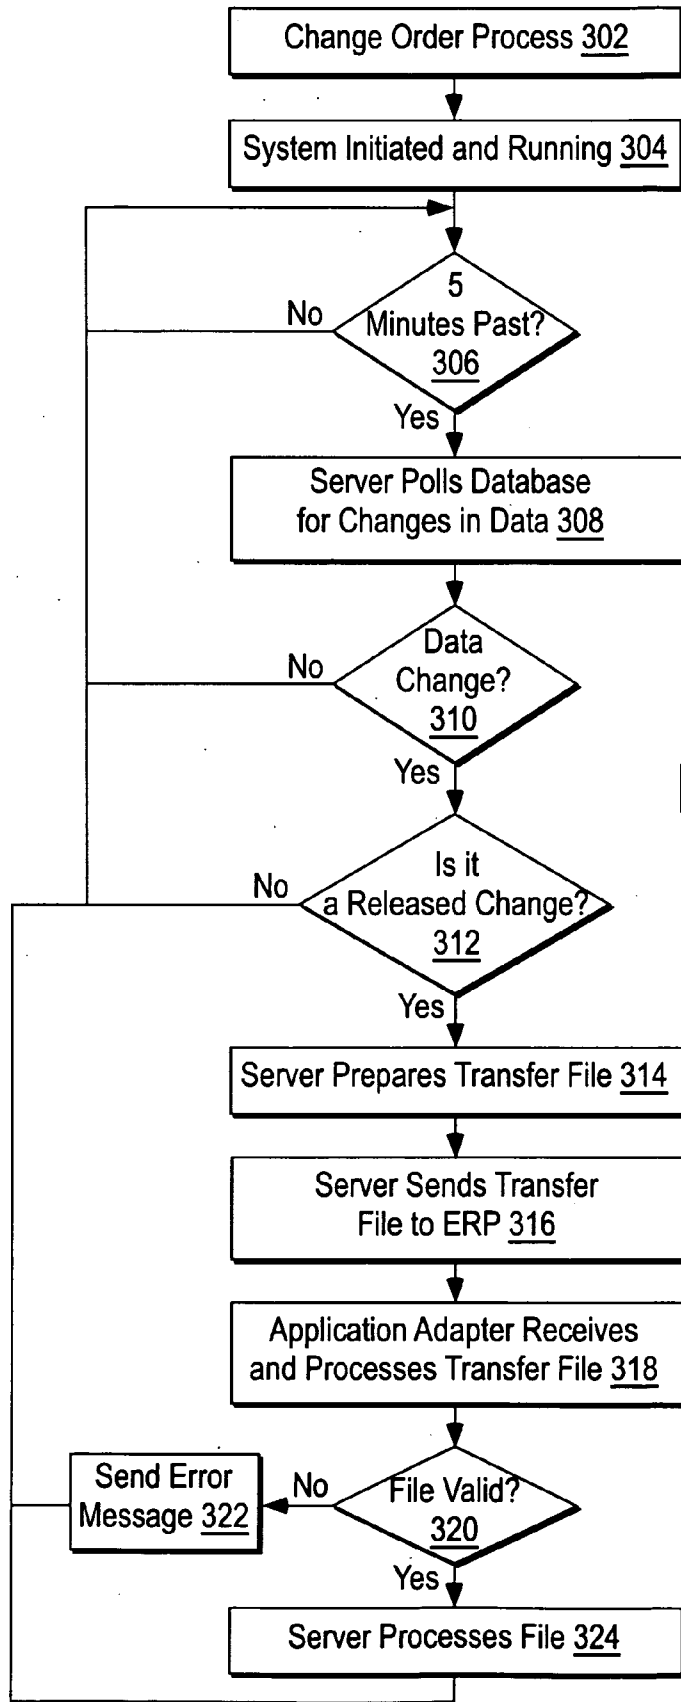 Change Order Process 302
System Initiated and Running 304
5
Minutes Past?
306
No
Yes
Server Polls Database
for Changes in Data 308
Data
Change?
310
No
Yes
Is it
a Released Change?
312
No
Yes
Server Prepares Transfer File 314
Server Sends Transfer
File to ERP 316
Application Adapter Receives
and Processes Transfer File 318
File Valid?
320
No
Send Error
Message 322
Yes
Server Processes File 324